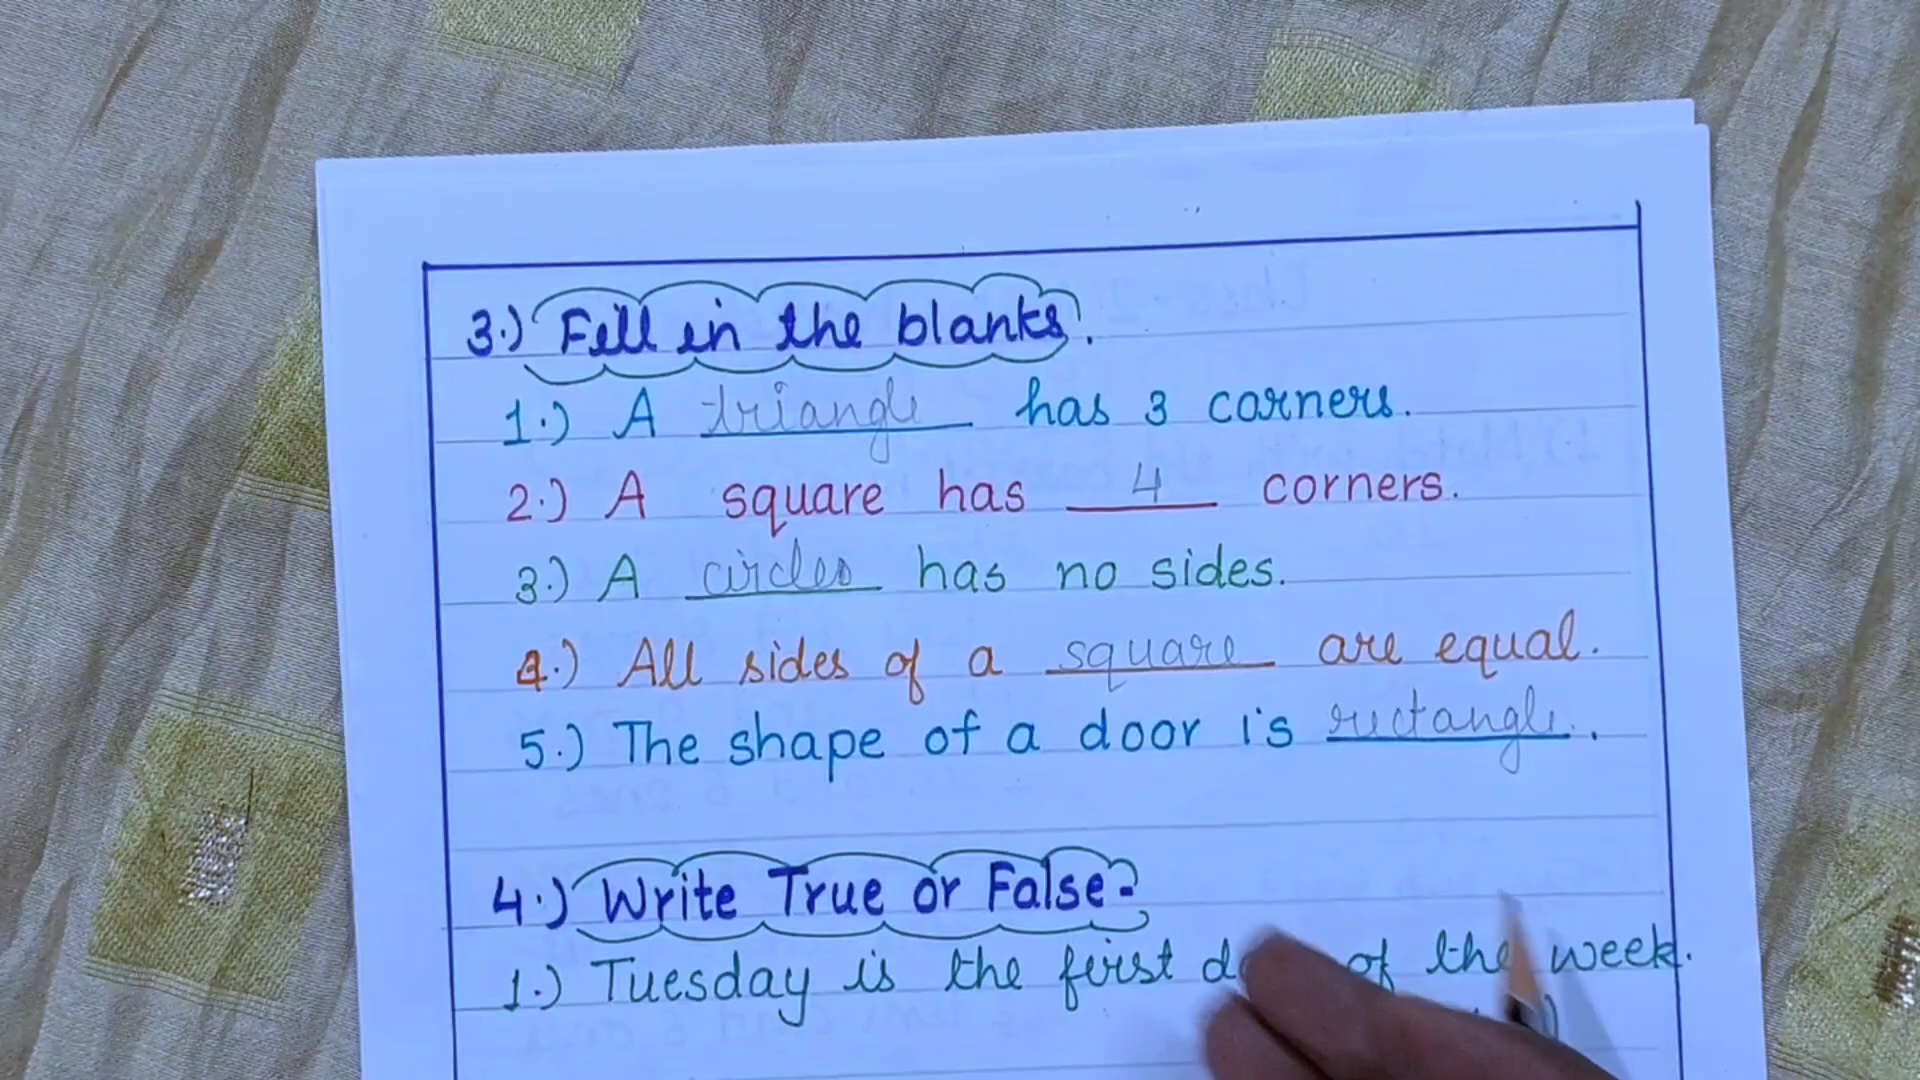 3.) Fill in the blanks.
1.) A triangle has 3 corners.
2.) A square has 4 corners.
3.) A circles has no sides.
4.) All sides of a square are equal.
5.) The shape of a door is rectangle.
4.) Write True or False-
1.) Tuesday is the first of the week.